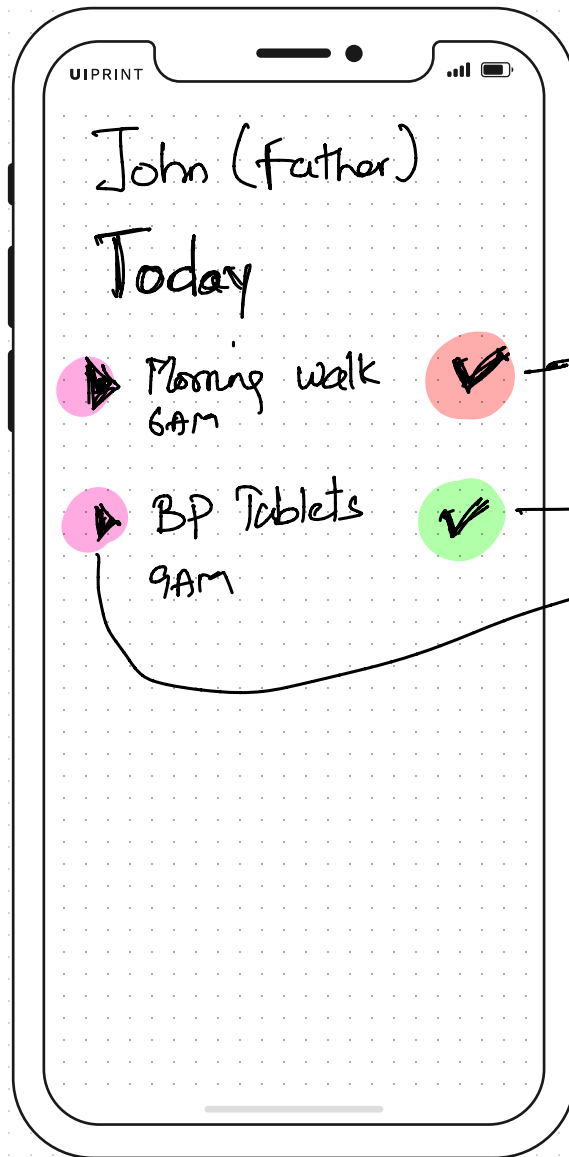 UIPRINT
John (Father)
Today
Morning walk
6AM
BP Tablets
9AM